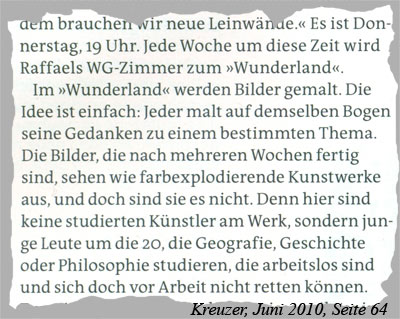 dem brauchen wir neue Leinwände.« Es ist Don-
nerstag, 19 Uhr. Jede Woche um diese Zeit wird
Raffaels WG-Zimmer zum »Wunderland«.
Im »Wunderland« werden Bilder gemalt. Die
Idee ist einfach: Jeder malt auf demselben Bogen
seine Gedanken zu einem bestimmten Thema.
Die Bilder, die nach mehreren Wochen fertig
sind, sehen wie farbexplodierende Kunstwerke
aus, und doch sind sie es nicht. Denn hier sind
keine studierten Künstler am Werk, sondern jun-
ge Leute um die 20, die Geografie, Geschichte
oder Philosophie studieren, die arbeitslos sind
und sich doch vor Arbeit nicht retten können.
Kreuzer, Juni 2010, Seite 64